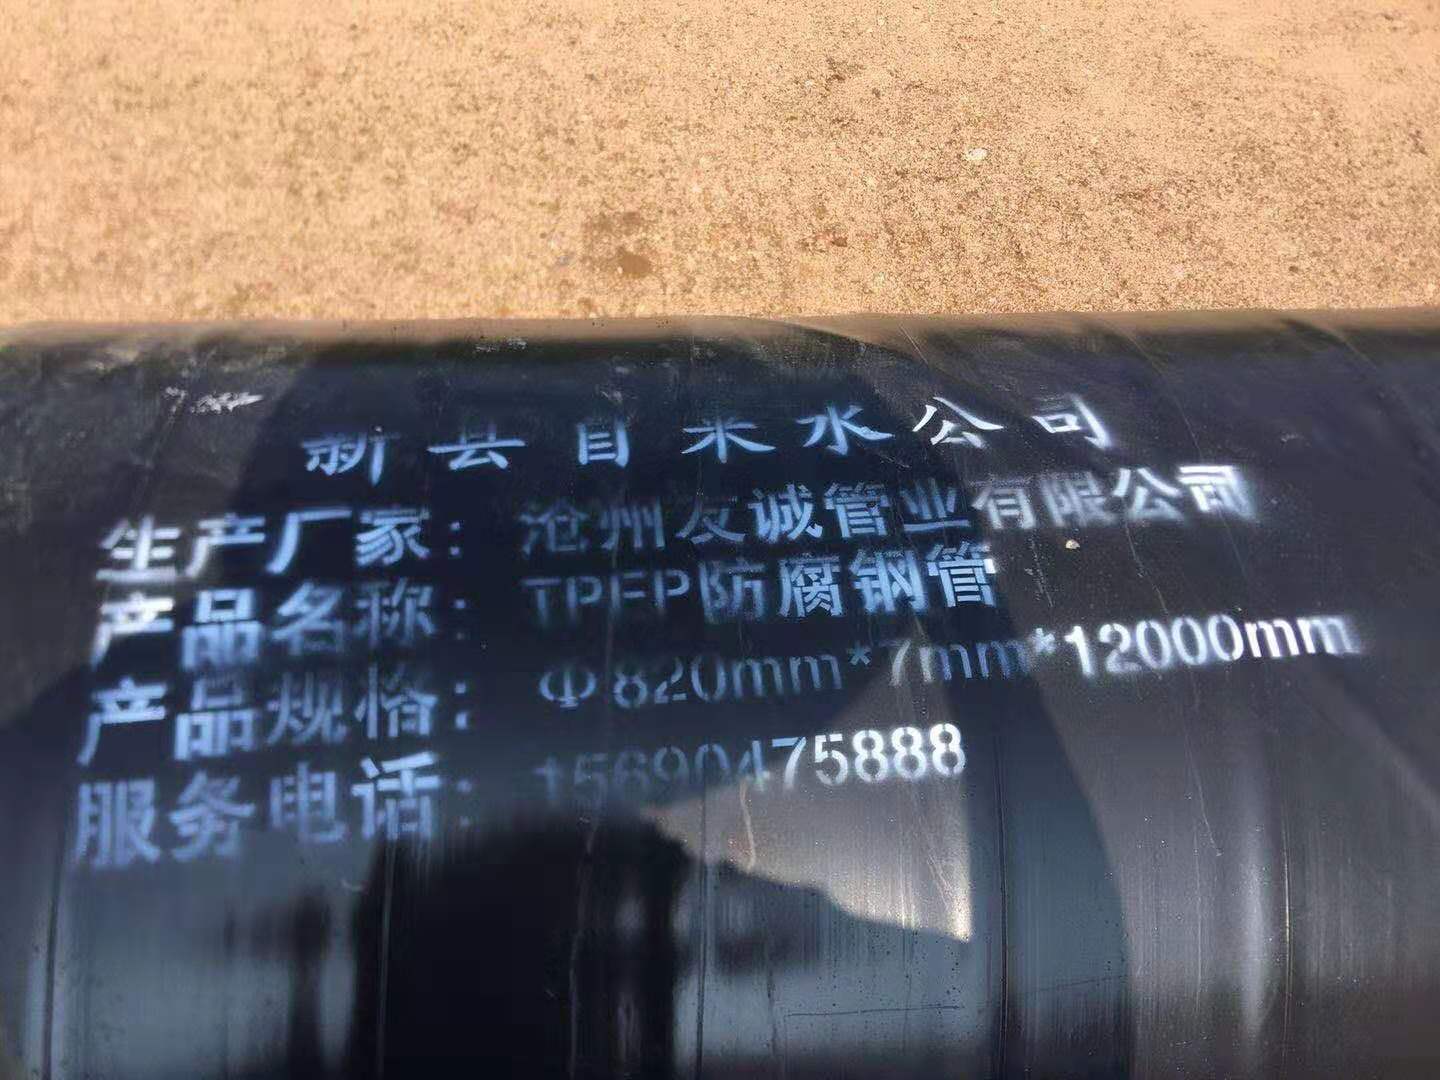 新县自来水公司
生产厂家：沧州友诚管业有限公司
产品名称：TPEP防腐钢管
产品规格：Φ820mm*7mm*12000mm
服务电话：15690475888